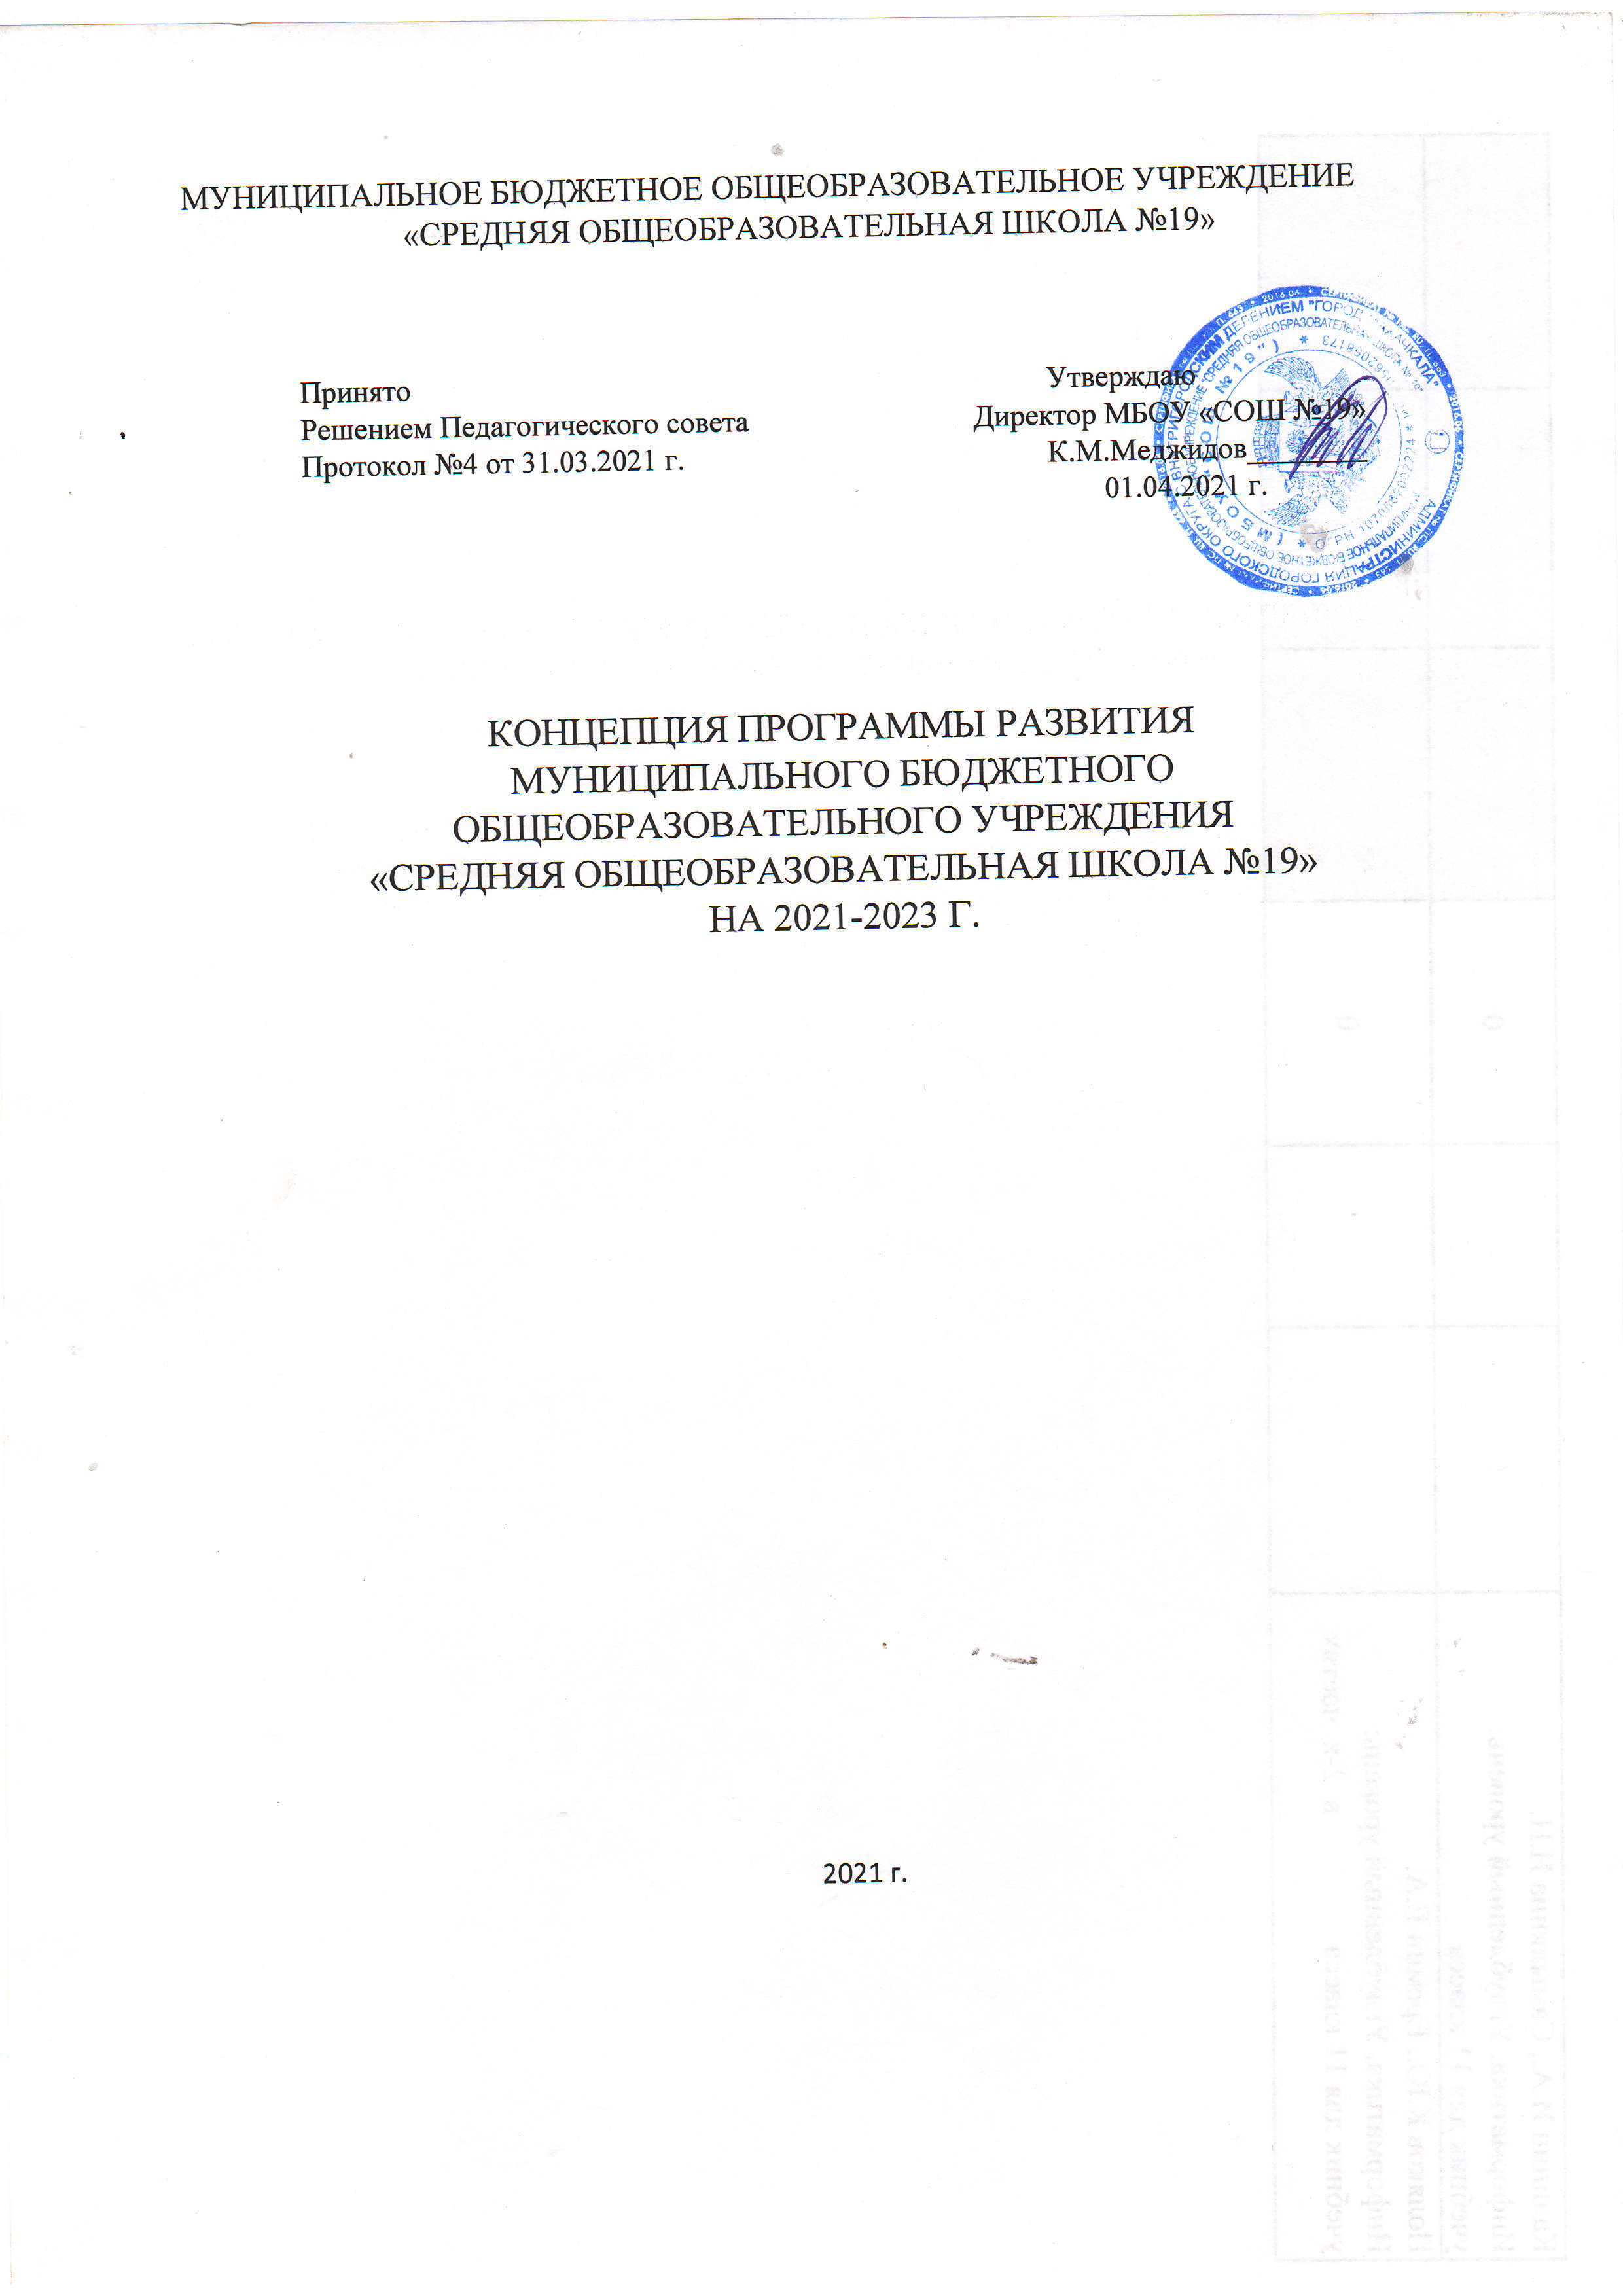 МУНИЦИПАЛЬНОЕ БЮДЖЕТНОЕ ОБЩЕОБРАЗОВАТЕЛЬНОЕ УЧРЕЖДЕНИЕ
«СРЕДНЯЯ ОБЩЕОБРАЗОВАТЕЛЬНАЯ ШКОЛА №19»
Принято
Решением Педагогического совета
Протокол №4 от 31.03.2021 г.
Утверждаю
Директор МБОУ «СОШ №19»
К.М.Меджидов
01.04.2021 г.
КОНЦЕПЦИЯ ПРОГРАММЫ РАЗВИТИЯ
МУНИЦИПАЛЬНОГО БЮДЖЕТНОГО
ОБЩЕОБРАЗОВАТЕЛЬНОГО УЧРЕЖДЕНИЯ
«СРЕДНЯЯ ОБЩЕОБРАЗОВАТЕЛЬНАЯ ШКОЛА №19»
НА 2021-2023 Г.
2021 г.